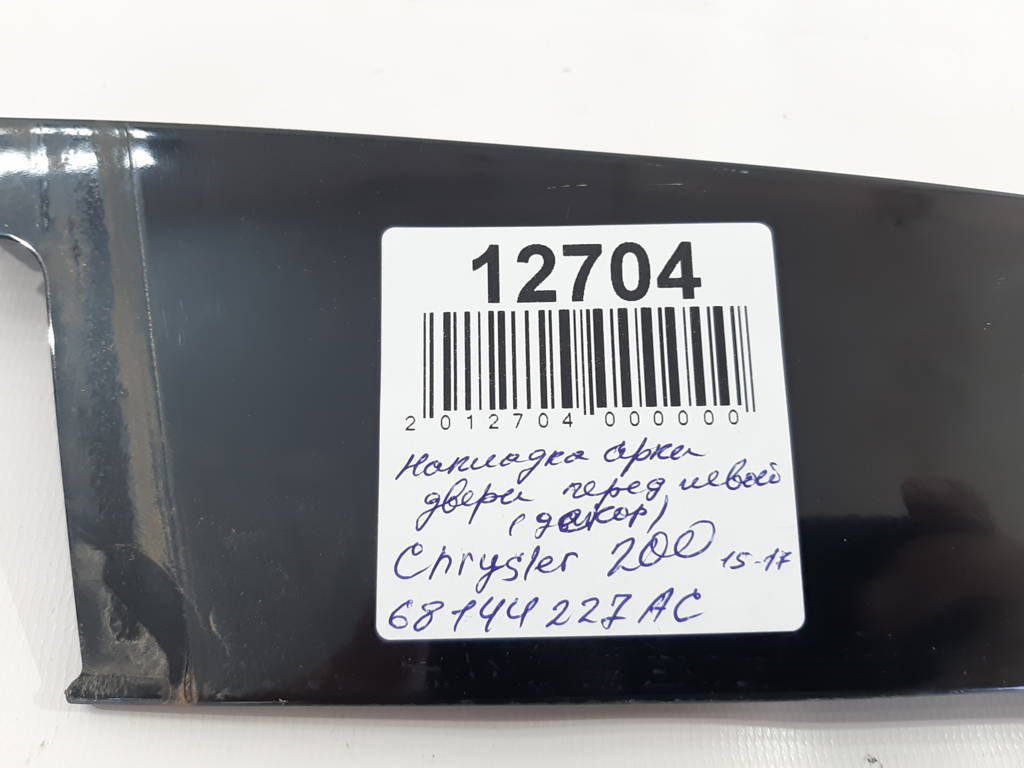 12704
2 012704 000000
Накладка арки
двери перед левой
(декор)
Chrysler 200 15-17
68144227AC